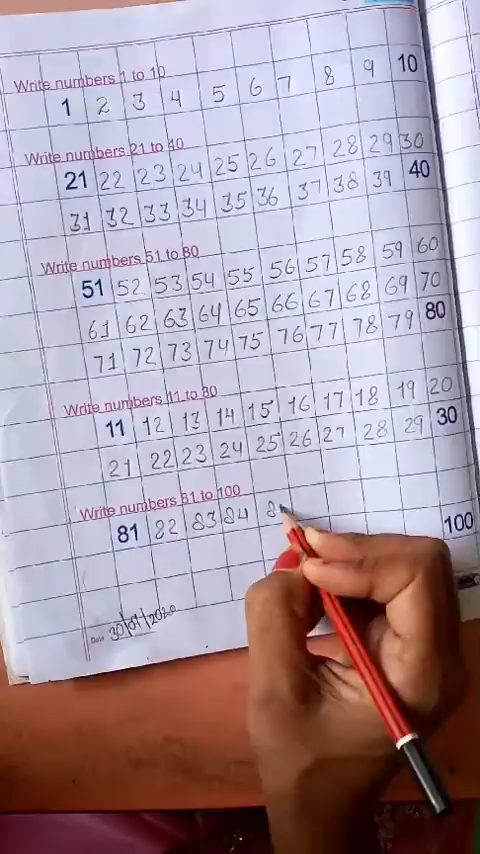 Write numbers 1 to 10
1 2 3 4 5 6 7 8 9 10
Write numbers 21 to 40
21 22 23 24 25 26 27 28 29 30
31 32 33 34 35 36 37 38 39 40
Write numbers 51 to 80
51 52 53 54 55 56 57 58 59 60
61 62 63 64 65 66 67 68 69 70
71 72 73 74 75 76 77 78 79 80
Write numbers 11 to 30
11 12 13 14 15 16 17 18 19 20
21 22 23 24 25 26 27 28 29 30
Write numbers 81 to 100
81 82 83 84 8
100
Date 30/07/2020